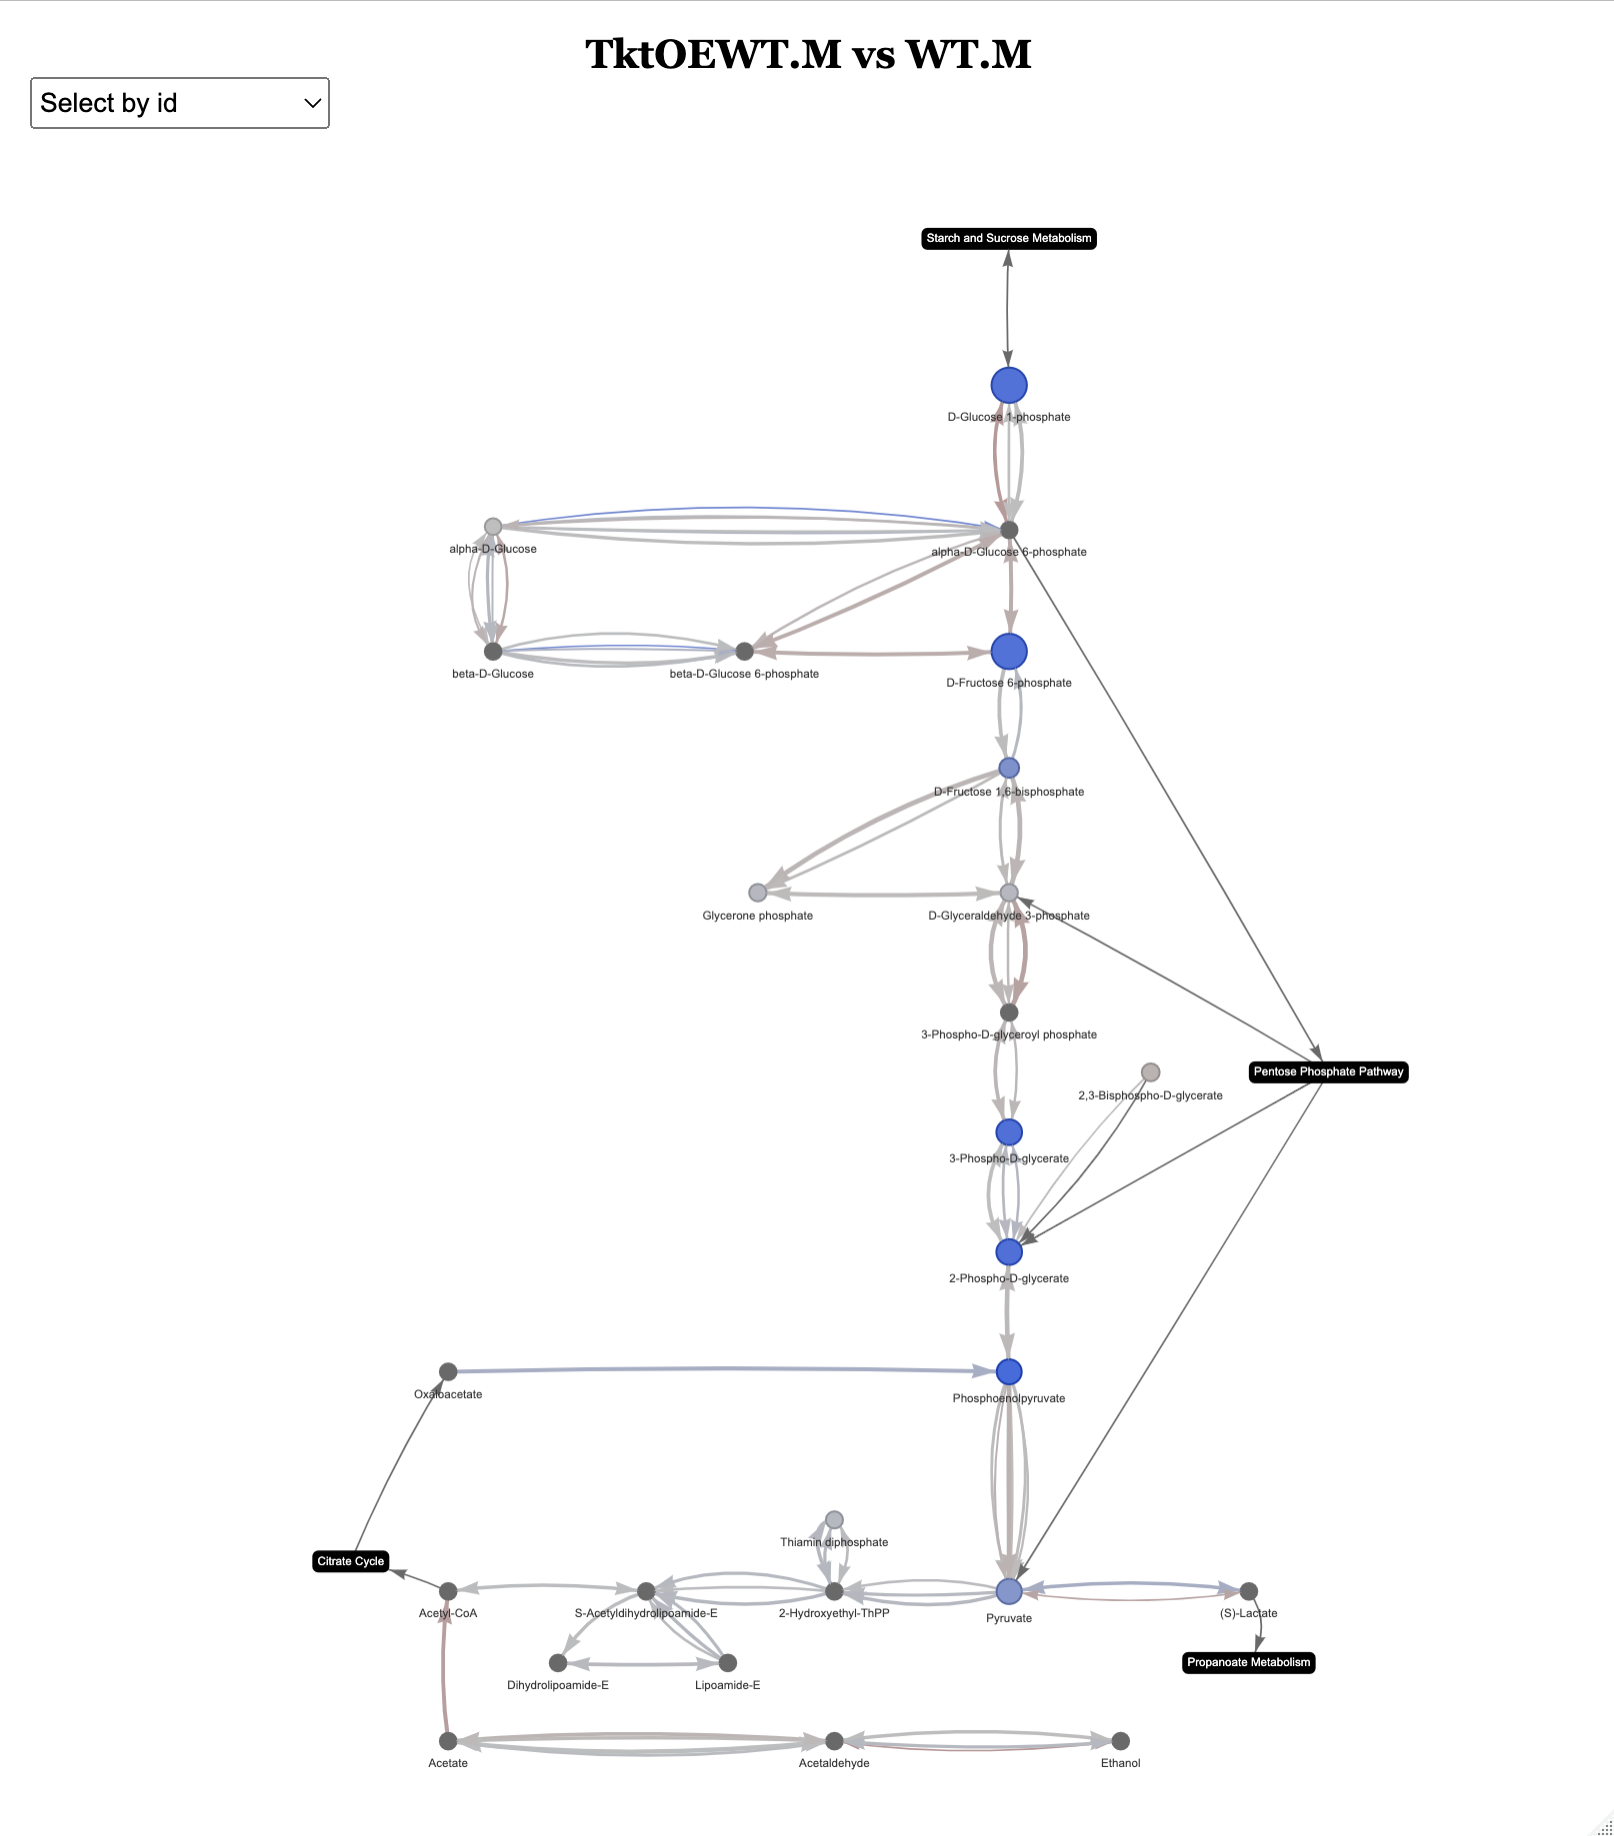 TktOEWT.M vs WT.M
Select by id
Starch and Sucrose Metabolism
D-Glucose 1-phosphate
alpha-D-Glucose
alpha-D-Glucose 6-phosphate
beta-D-Glucose
beta-D-Glucose 6-phosphate
D-Fructose 6-phosphate
D-Fructose 1,6-bisphosphate
Glycerone phosphate
D-Glyceraldehyde 3-phosphate
3-Phospho-D-glyceroyl phosphate
Pentose Phosphate Pathway
2,3-Bisphospho-D-glycerate
3-Phospho-D-glycerate
2-Phospho-D-glycerate
Oxaloacetate
Phosphoenolpyruvate
Thiamin diphosphate
Citrate Cycle
Acetyl-CoA
S-Acetyldihydrolipoamide-E
2-Hydroxyethyl-ThPP
Pyruvate
(S)-Lactate
Propanoate Metabolism
Dihydrolipoamide-E
Lipoamide-E
Acetate
Acetaldehyde
Ethanol